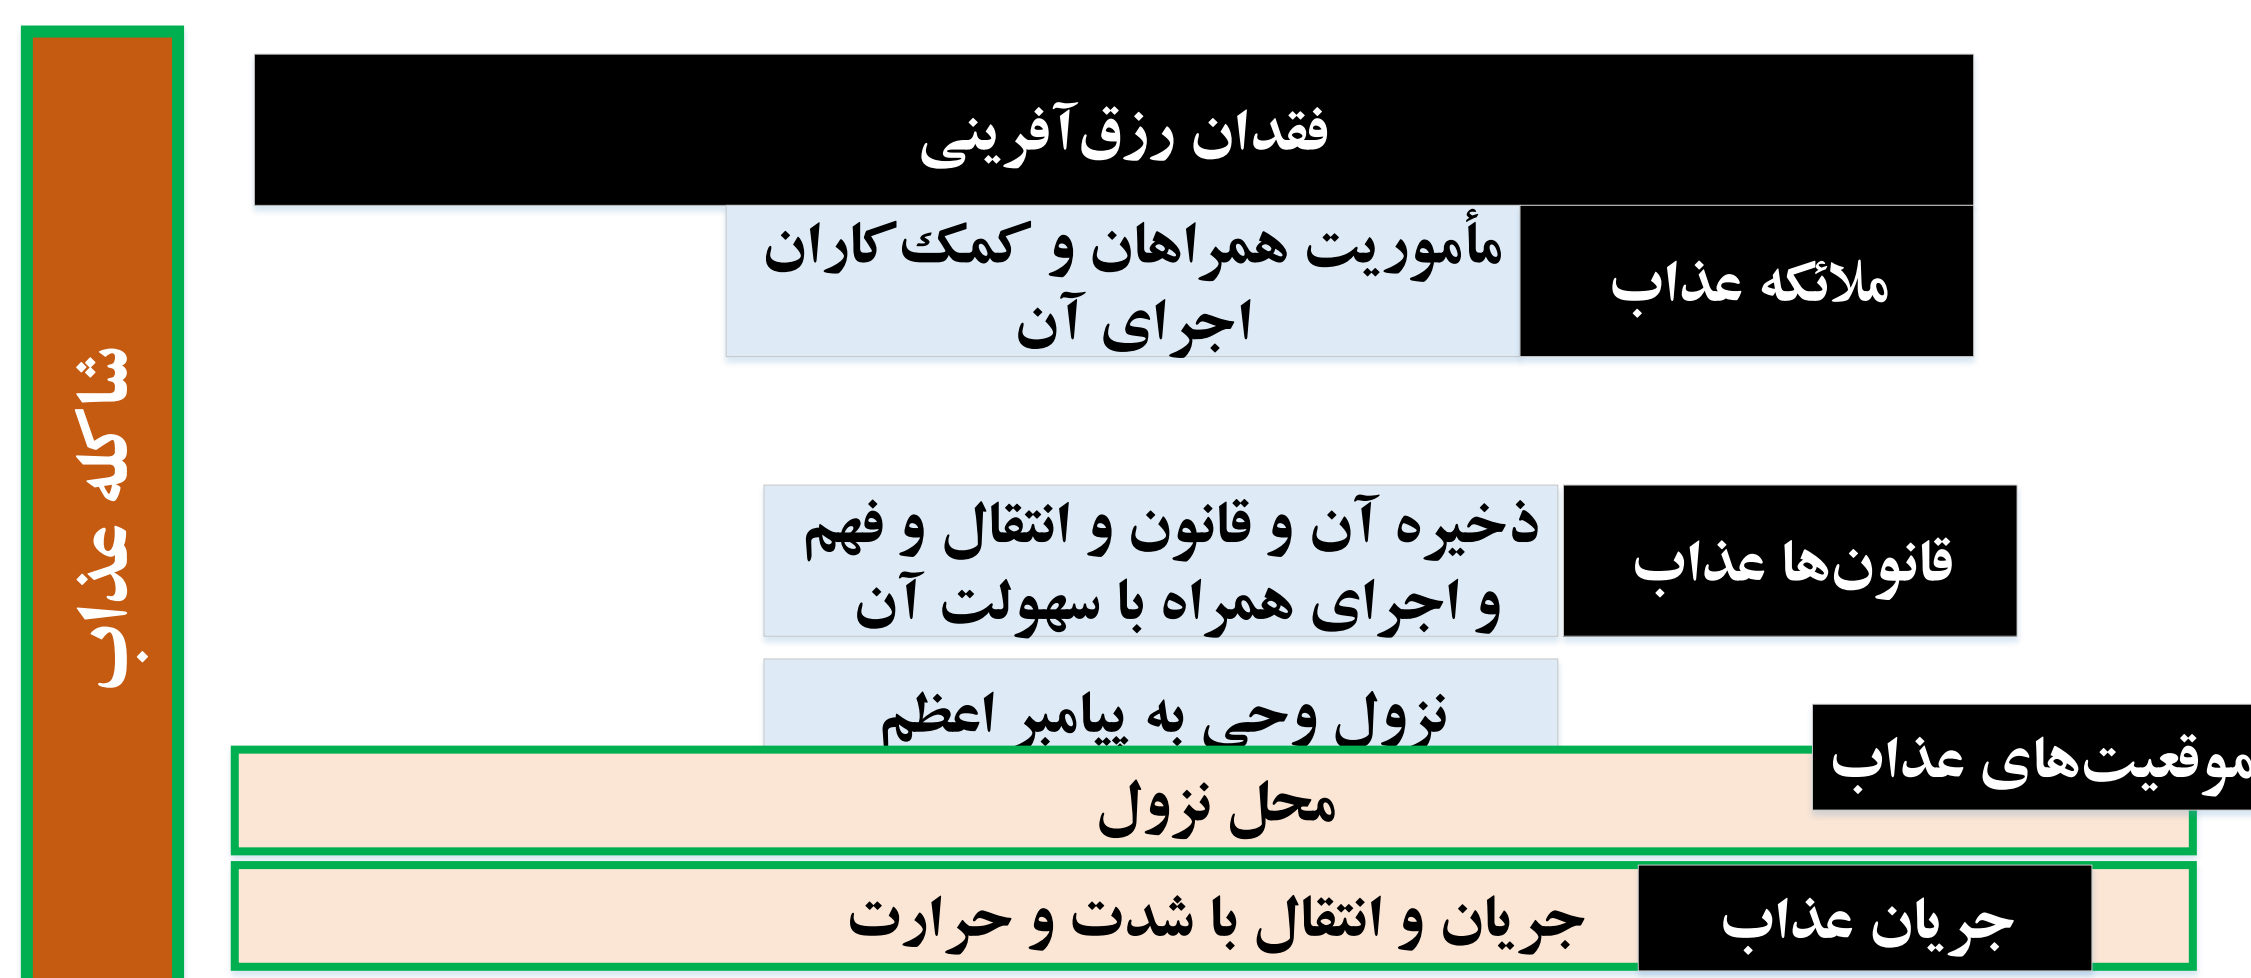 فقدان رزق‌آفرینی
ملائکه عذاب
مأموریت همراهان و کمک‌کاران
اجرای آن
قانون‌ها عذاب
ذخیره آن و قانون و انتقال و فهم
و اجرای همراه با سهولت آن
نزول وحی به پیامبر اعظم
موقعیت‌های عذاب
محل نزول
جریان عذاب
جریان و انتقال با شدت و حرارت
شاکله عذاب